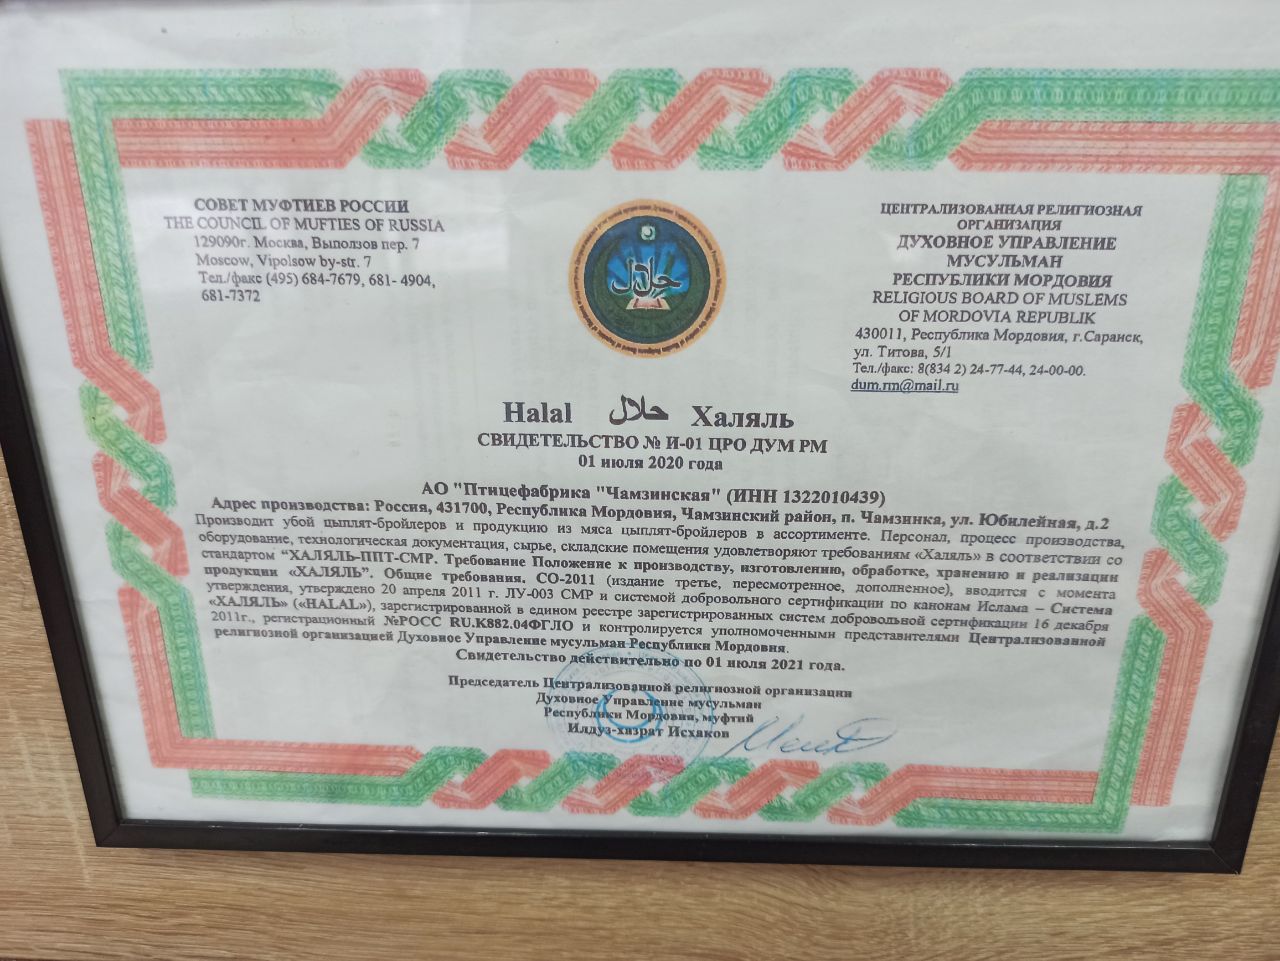 СОВЕТ МУФТИЕВ РОССИИ
THE COUNCIL OF MUFTIES OF RUSSIA
129090г. Москва, Выползов пер. 7
Moscow, Vipolsow by-str. 7
Тел./факс (495) 684-7679, 681- 4904,
681-7372
ЦЕНТРАЛИЗОВАННАЯ РЕЛИГИОЗНАЯ
ОРГАНИЗАЦИЯ
ДУХОВНОЕ УПРАВЛЕНИЕ
МУСУЛЬМАН
РЕСПУБЛИКИ МОРДОВИЯ
RELIGIOUS BOARD OF MUSLEMS
OF MORDOVIA REPUBLIK
430011, Республика Мордовия, г.Саранск,
ул. Титова, 5/1
Тел./факс: 8(834 2) 24-77-44, 24-00-00.
dum.rm@mail.ru
حلال
Halal حلال Халяль
СВИДЕТЕЛЬСТВО № И-01 ЦРО ДУМ РМ
01 июля 2020 года
АО "Птицефабрика "Чамзинская" (ИНН 1322010439)
Адрес производства: Россия, 431700, Республика Мордовия, Чамзинский район, п. Чамзинка, ул. Юбилейная, д.2
Производит убой цыплят-бройлеров и продукцию из мяса цыплят-бройлеров в ассортименте. Персонал, процесс производства,
оборудование, технологическая документация, сырье, складские помещения удовлетворяют требованиям «Халяль» в соответствии со
стандартом “ХАЛЯЛЬ-ППТ-СМР. Требование Положение к производству, изготовлению, обработке, хранению и реализации
продукции «ХАЛЯЛЬ”. Общие требования. СО-2011 (издание третье, пересмотренное, дополненное), вводится с момента
утверждения, утверждено 20 апреля 2011 г. ЛУ-003 СМР и системой добровольного сертификации по канонам Ислама – Система
«ХАЛЯЛЬ» («HALAL»), зарегистрированной в едином реестре зарегистрированных систем добровольной сертификации 16 декабря
2011г., регистрационный №РОСС RU.K882.04ФГЛО и контролируется уполномоченными представителями Централизованной
религиозной организацией Духовное Управление мусульман Республики Мордовия.
Свидетельство действительно по 01 июля 2021 года.
Председатель Централизованной религиозной организации
Духовное Управление мусульман
Республики Мордовия, муфтий
Илдуз-хазрат Исхаков